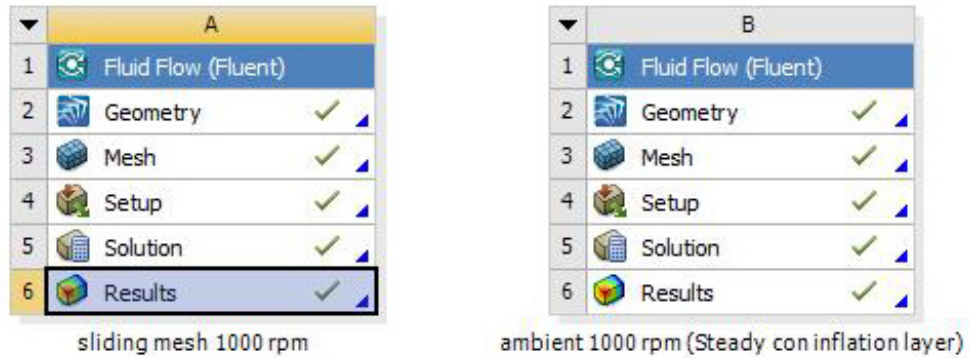 A
1 Fluid Flow (Fluent)
2 Geometry
3 Mesh
4 Setup
5 Solution
6 Results
sliding mesh 1000 rpm
B
1 Fluid Flow (Fluent)
2 Geometry
3 Mesh
4 Setup
5 Solution
6 Results
ambient 1000 rpm (Steady con inflation layer)